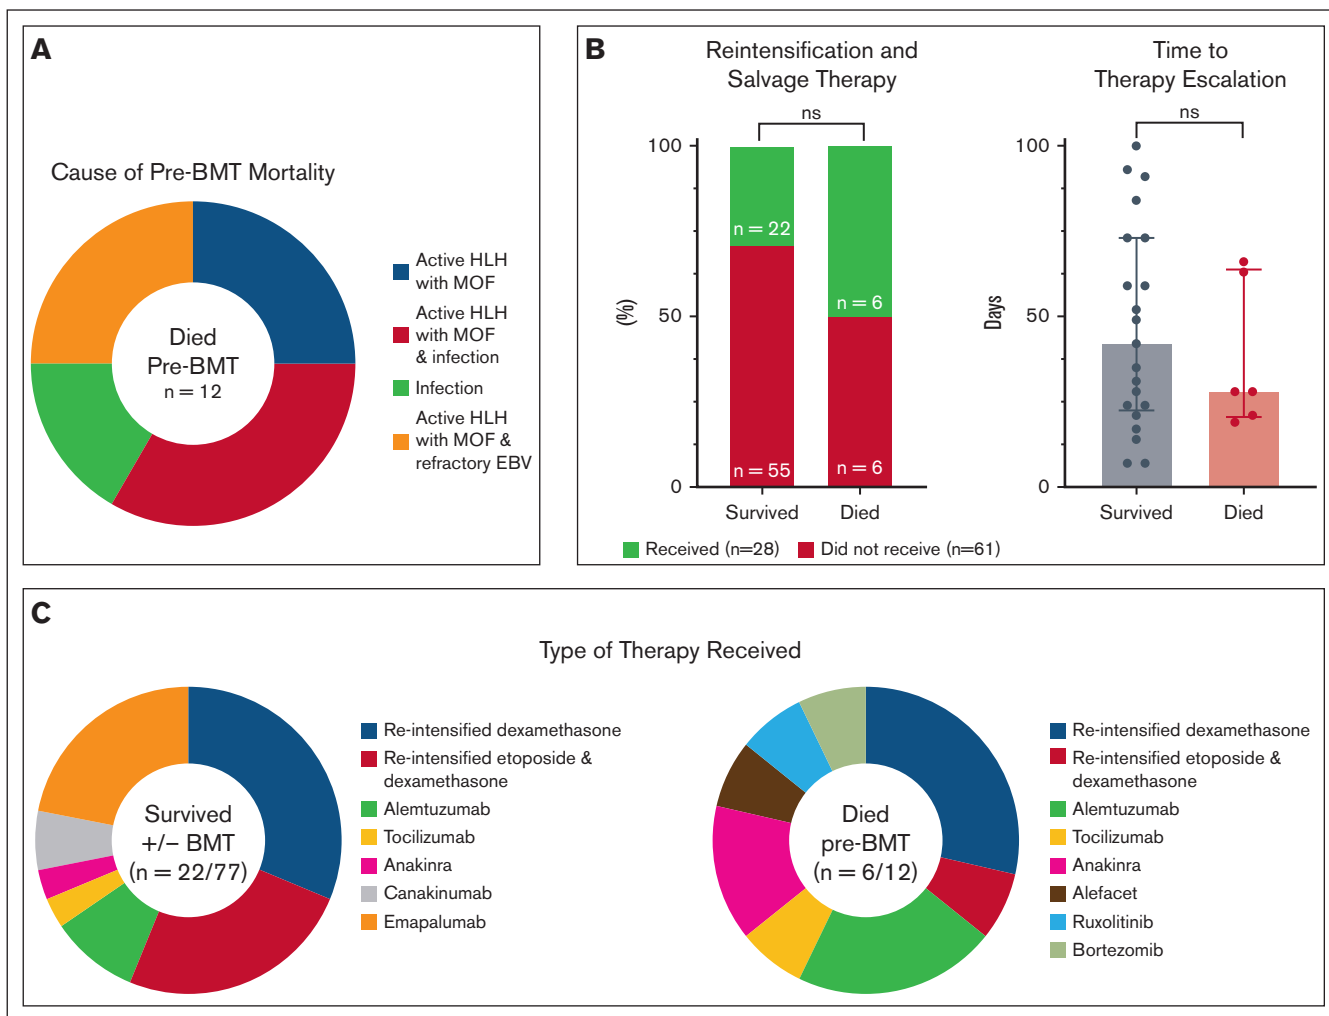 A
Cause of Pre-BMT Mortality
Died
Pre-BMT
n = 12
Active HLH
with MOF
Active HLH
with MOF
& infection
Infection
Active HLH
with MOF &
refractory EBV
B
Reintensification and
Salvage Therapy
ns
100
50
0
(%)
n = 22
n = 55
n = 6
n = 6
Survived
Died
Received (n=28)
Did not receive (n=61)
Time to
Therapy Escalation
ns
100
50
0
Days
Survived
Died
C
Type of Therapy Received
Survived
+/− BMT
(n = 22/77)
Re-intensified dexamethasone
Re-intensified etoposide &
dexamethasone
Alemtuzumab
Tocilizumab
Anakinra
Canakinumab
Emapalumab
Died
pre-BMT
(n = 6/12)
Re-intensified dexamethasone
Re-intensified etoposide &
dexamethasone
Alemtuzumab
Tocilizumab
Anakinra
Alefacet
Ruxolitinib
Bortezomib